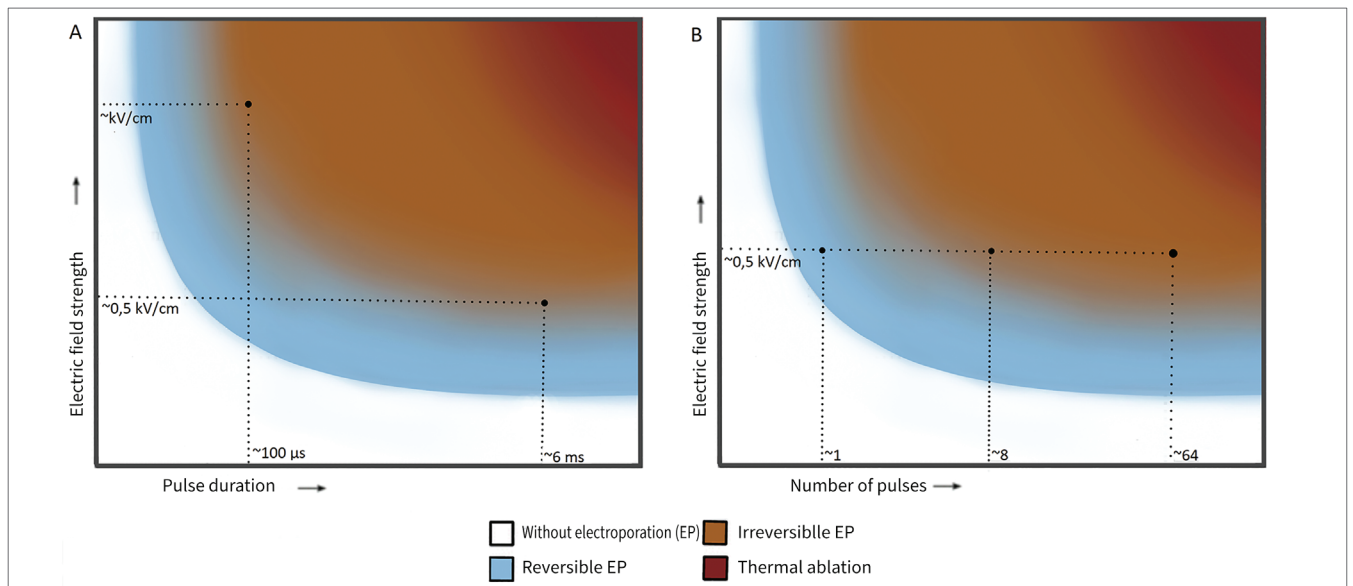 A
~kV/cm
~0,5 kV/cm
Electric field strength
~100 µs
~6 ms
Pulse duration
B
~0,5 kV/cm
Electric field strength
~1
~8
~64
Number of pulses
Without electroporation (EP)
Irreversiblle EP
Reversible EP
Thermal ablation